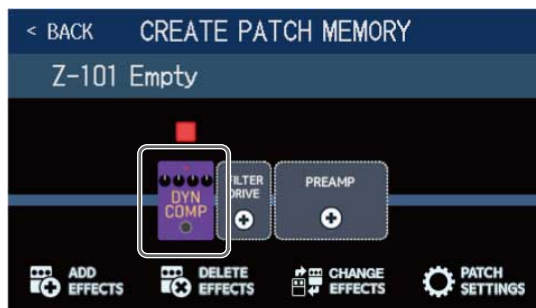 < BACK CREATE PATCH MEMORY
Z-101 Empty
DYN
COMP
FILTER
DRIVE
PREAMP
ADD
EFFECTS
DELETE
EFFECTS
CHANGE
EFFECTS
PATCH
SETTINGS